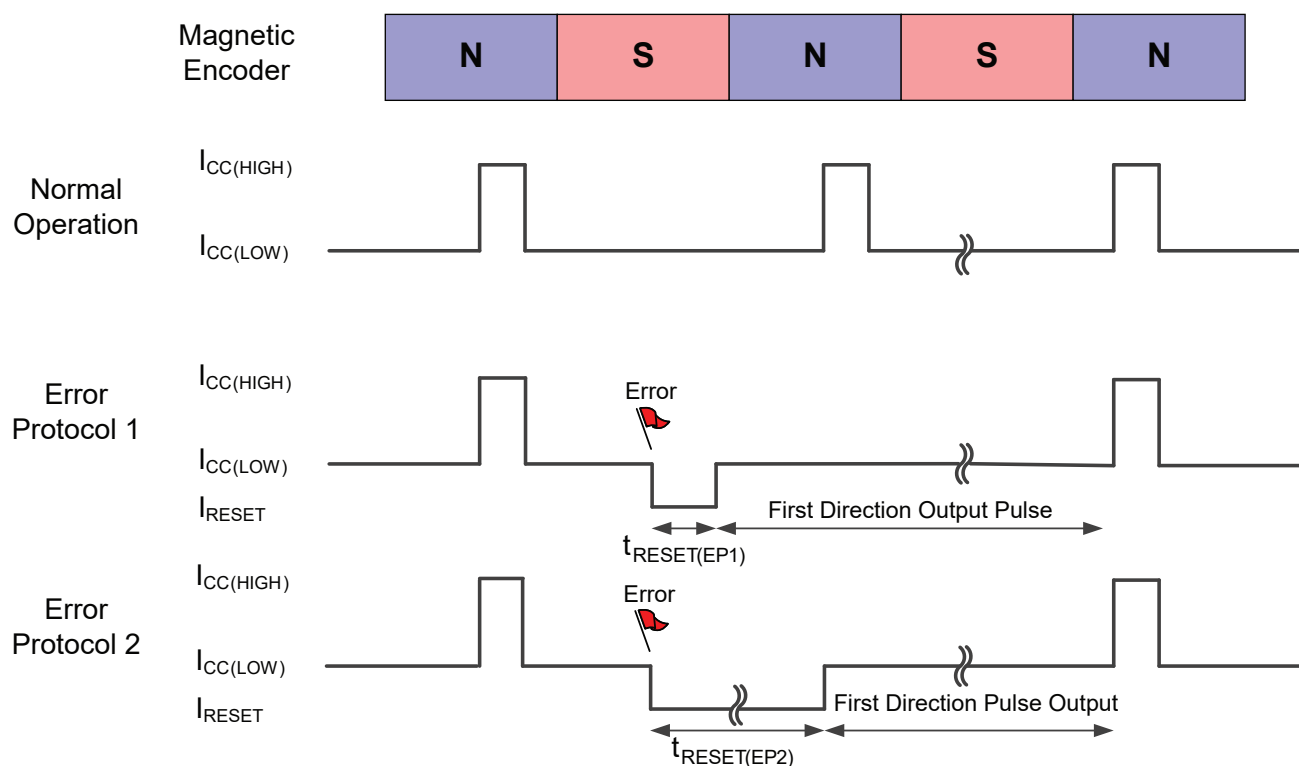 Magnetic
Encoder
N S N S N
Normal
Operation
ICC(HIGH)
ICC(LOW)
Error
Protocol 1
ICC(HIGH)
Error
ICC(LOW)
IRESET
First Direction Output Pulse
tRESET(EP1)
Error
Protocol 2
ICC(HIGH)
Error
ICC(LOW)
IRESET
First Direction Pulse Output
tRESET(EP2)